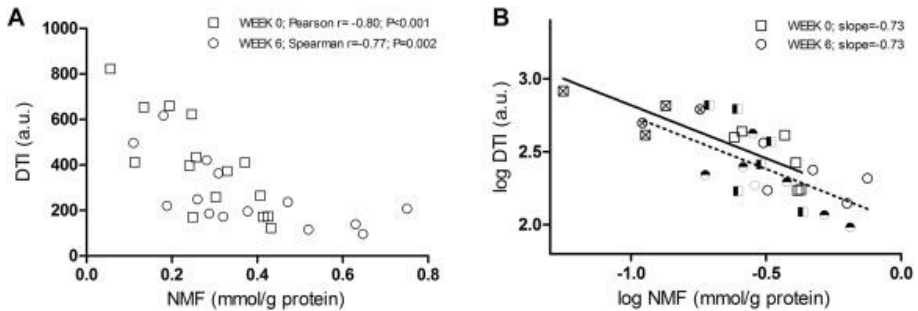 A
WEEK 0; Pearson r= -0.80; P<0.001
WEEK 6; Spearman r=-0.77; P=0.002
DTI (a.u.)
1000
800
600
400
200
0
0.0 0.2 0.4 0.6 0.8
NMF (mmol/g protein)
B
WEEK 0; slope=-0.73
WEEK 6; slope=-0.73
log DTI (a.u.)
3.0
2.5
2.0
-1.0 -0.5 0.0
log NMF (mmol/g protein)